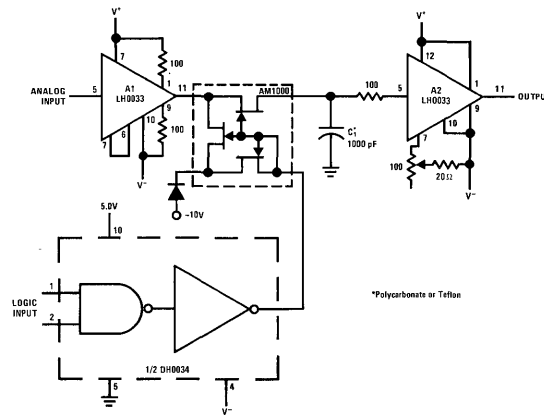 V+
V+
7
100
12
ANALOG
INPUT
5
A1
LH0033
1
11
AM1000
100
5
A2
LH0033
1
11
OUTPUT
9
10
100
7
6
V-
C1*
1000 pF
7
10
9
100
20Ω
V-
-10V
5.0V
10
LOGIC
INPUT
1
2
*Polycarbonate or Teflon
1/2 DH0034
5
4
V-